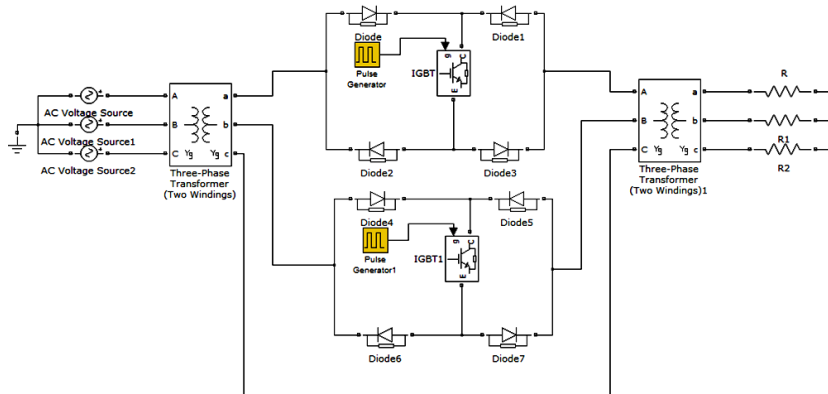 Diode
Diode1
Pulse
Generator
IGBT
g
C
E
AC Voltage Source
AC Voltage Source1
AC Voltage Source2
A
B
C
a
b
c
Yg
Yg
Three-Phase
Transformer
(Two Windings)
Diode2
Diode3
Diode4
Diode5
Pulse
Generator1
IGBT1
g
C
E
Diode6
Diode7
A
B
C
a
b
c
Yg
Yg
Three-Phase
Transformer
(Two Windings)1
R
R1
R2